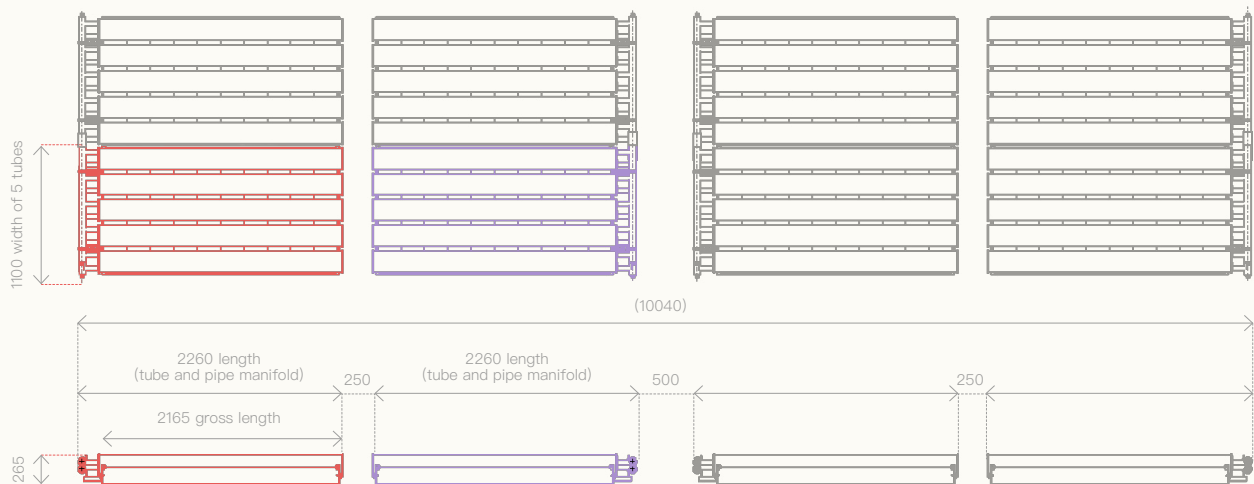 1100 width of 5 tubes
(10040)
2260 length
(tube and pipe manifold)
250
2260 length
(tube and pipe manifold)
500
250
2165 gross length
265